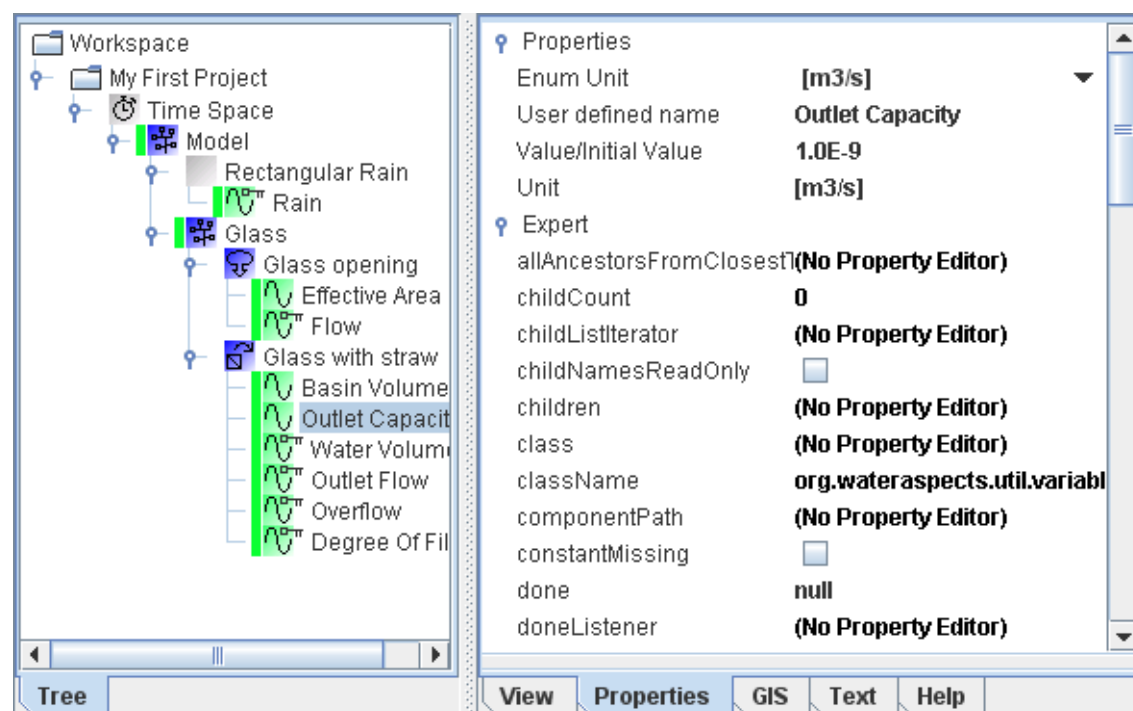 Workspace
My First Project
Time Space
Model
Rectangular Rain
Rain
Glass
Glass opening
Effective Area
Flow
Glass with straw
Basin Volume
Outlet Capacit
Water Volum
Outlet Flow
Overflow
Degree Of Fil
Tree
Properties
Enum Unit [m3/s]
User defined name Outlet Capacity
Value/Initial Value 1.0E-9
Unit [m3/s]
Expert
allAncestorsFromClosestT (No Property Editor)
childCount 0
childListIterator (No Property Editor)
childNamesReadOnly
children (No Property Editor)
class (No Property Editor)
className org.wateraspects.util.variabl
componentPath (No Property Editor)
constantMissing
done null
doneListener (No Property Editor)
View Properties GIS Text Help